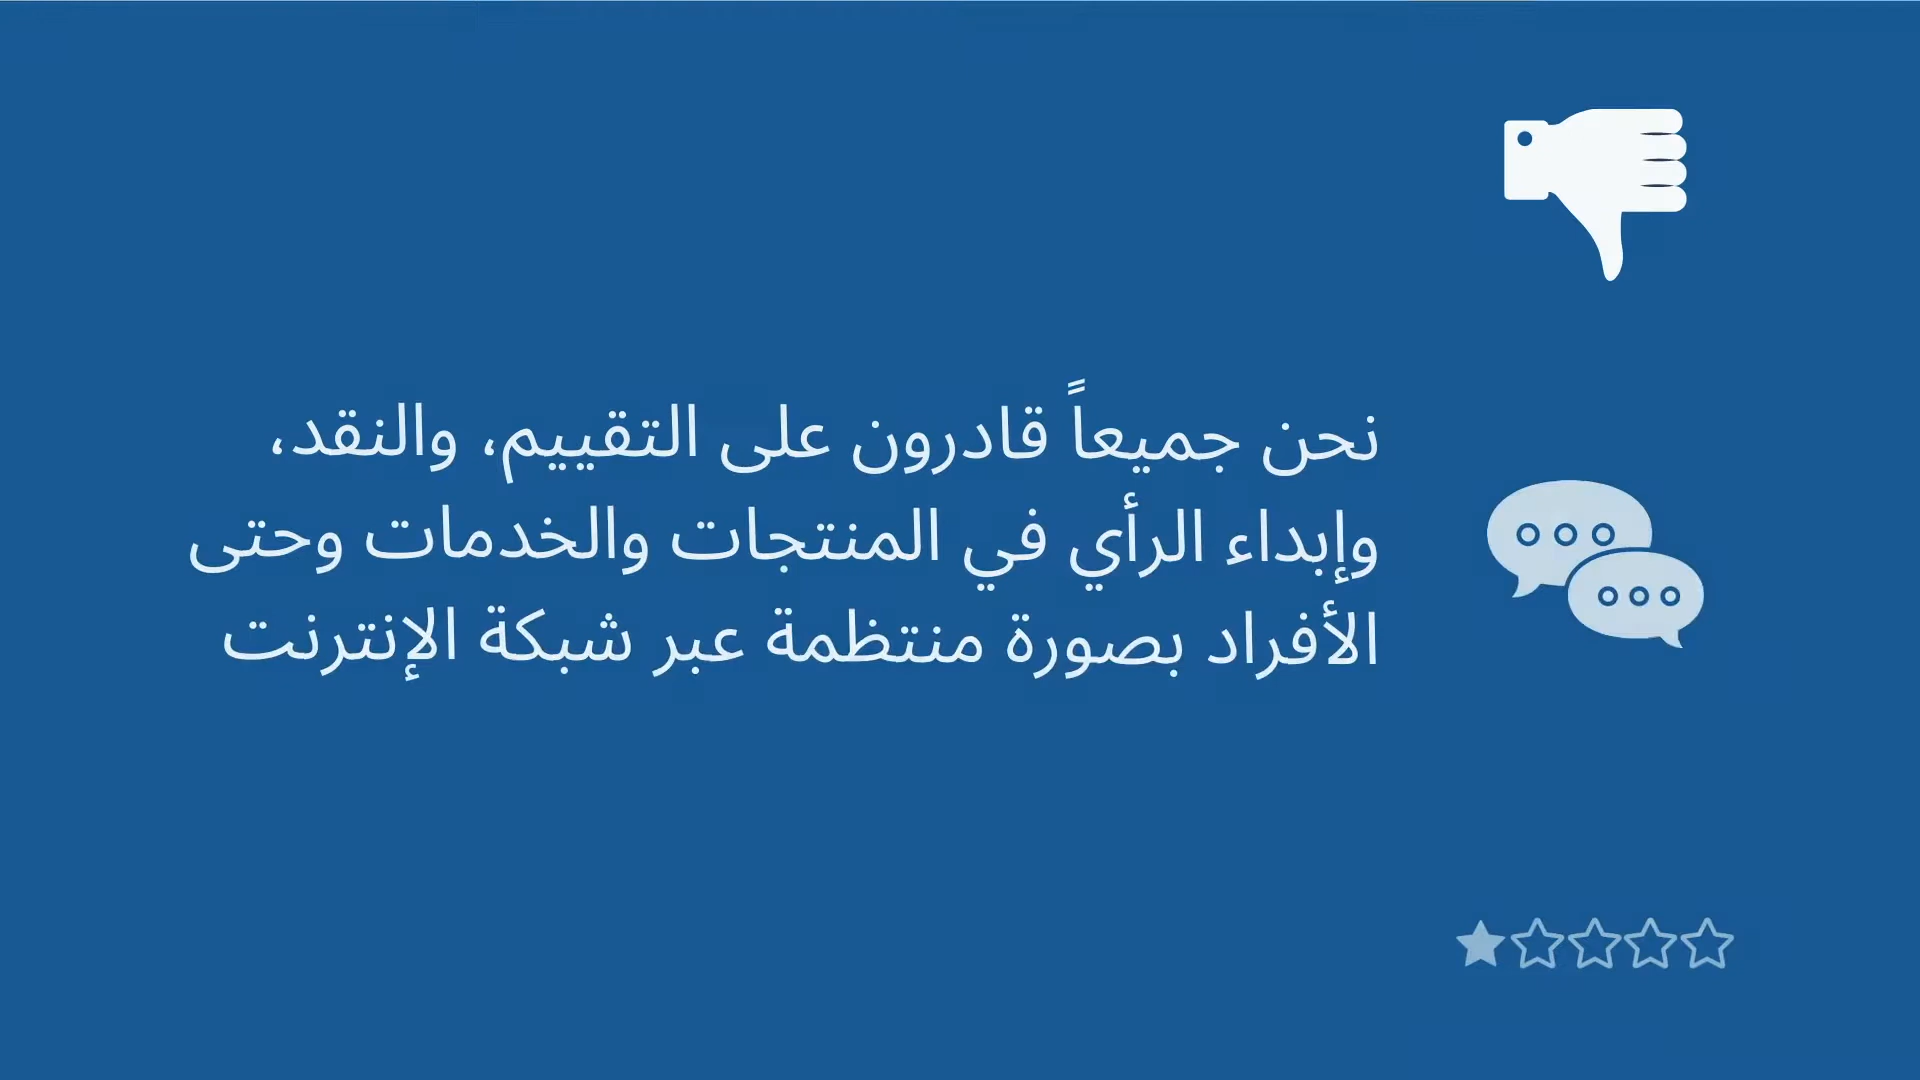 نحن جميعاً قادرون على التقييم، والنقد،
وإبداء الرأي في المنتجات والخدمات وحتى
الأفراد بصورة منتظمة عبر شبكة الإنترنت